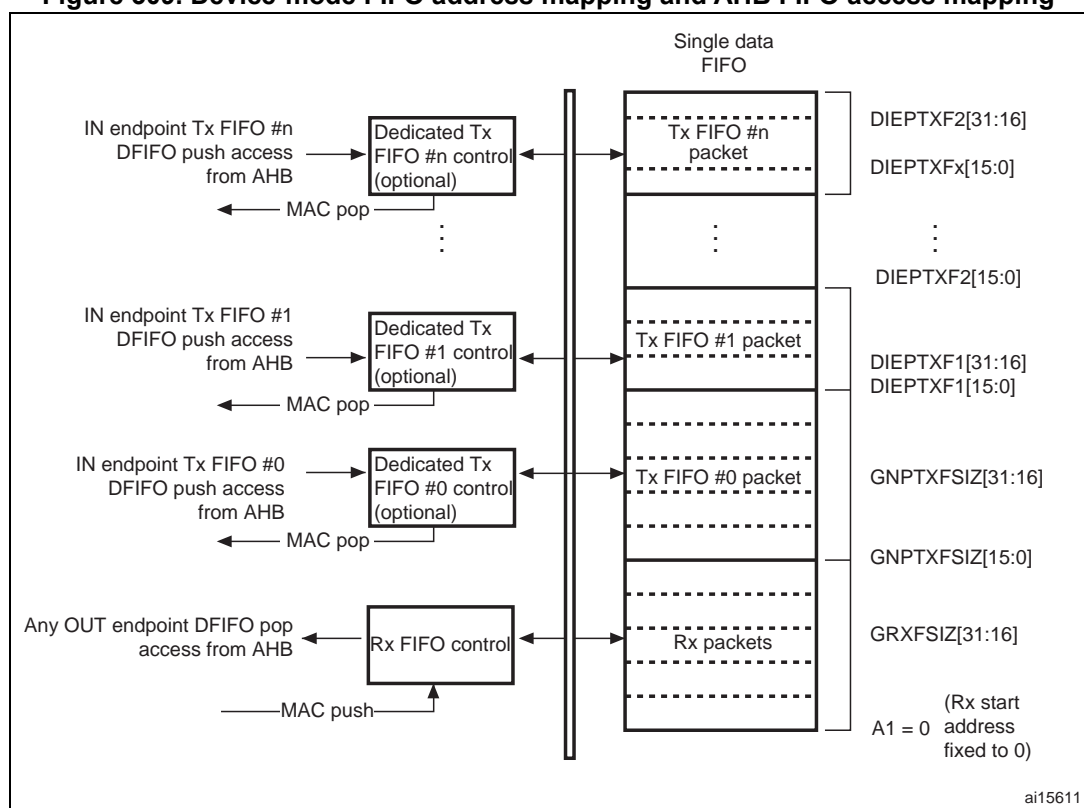 Figure 309. Device-mode FIFO address mapping and AHB FIFO access mapping
Single data
FIFO
IN endpoint Tx FIFO #n
DFIFO push access
from AHB
Dedicated Tx
FIFO #n control
(optional)
MAC pop
Tx FIFO #n
packet
DIEPTXF2[31:16]
DIEPTXFx[15:0]
DIEPTXF2[15:0]
IN endpoint Tx FIFO #1
DFIFO push access
from AHB
Dedicated Tx
FIFO #1 control
(optional)
MAC pop
Tx FIFO #1 packet
DIEPTXF1[31:16]
DIEPTXF1[15:0]
IN endpoint Tx FIFO #0
DFIFO push access
from AHB
Dedicated Tx
FIFO #0 control
(optional)
MAC pop
Tx FIFO #0 packet
GNPTXFSIZ[31:16]
GNPTXFSIZ[15:0]
Any OUT endpoint DFIFO pop
access from AHB
Rx FIFO control
MAC push
Rx packets
GRXFSIZ[31:16]
A1 = 0
(Rx start
address
fixed to 0)
ai15611